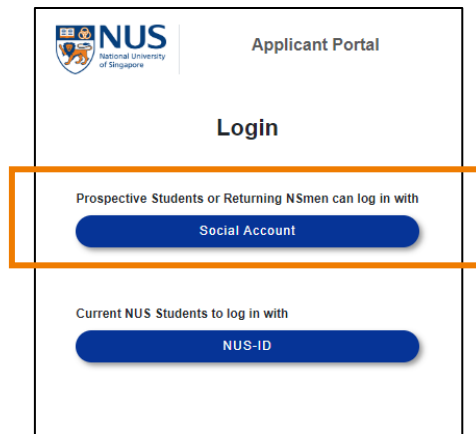 NUS
National University
of Singapore
Applicant Portal
Login
Prospective Students or Returning NSmen can log in with
Social Account
Current NUS Students to log in with
NUS-ID